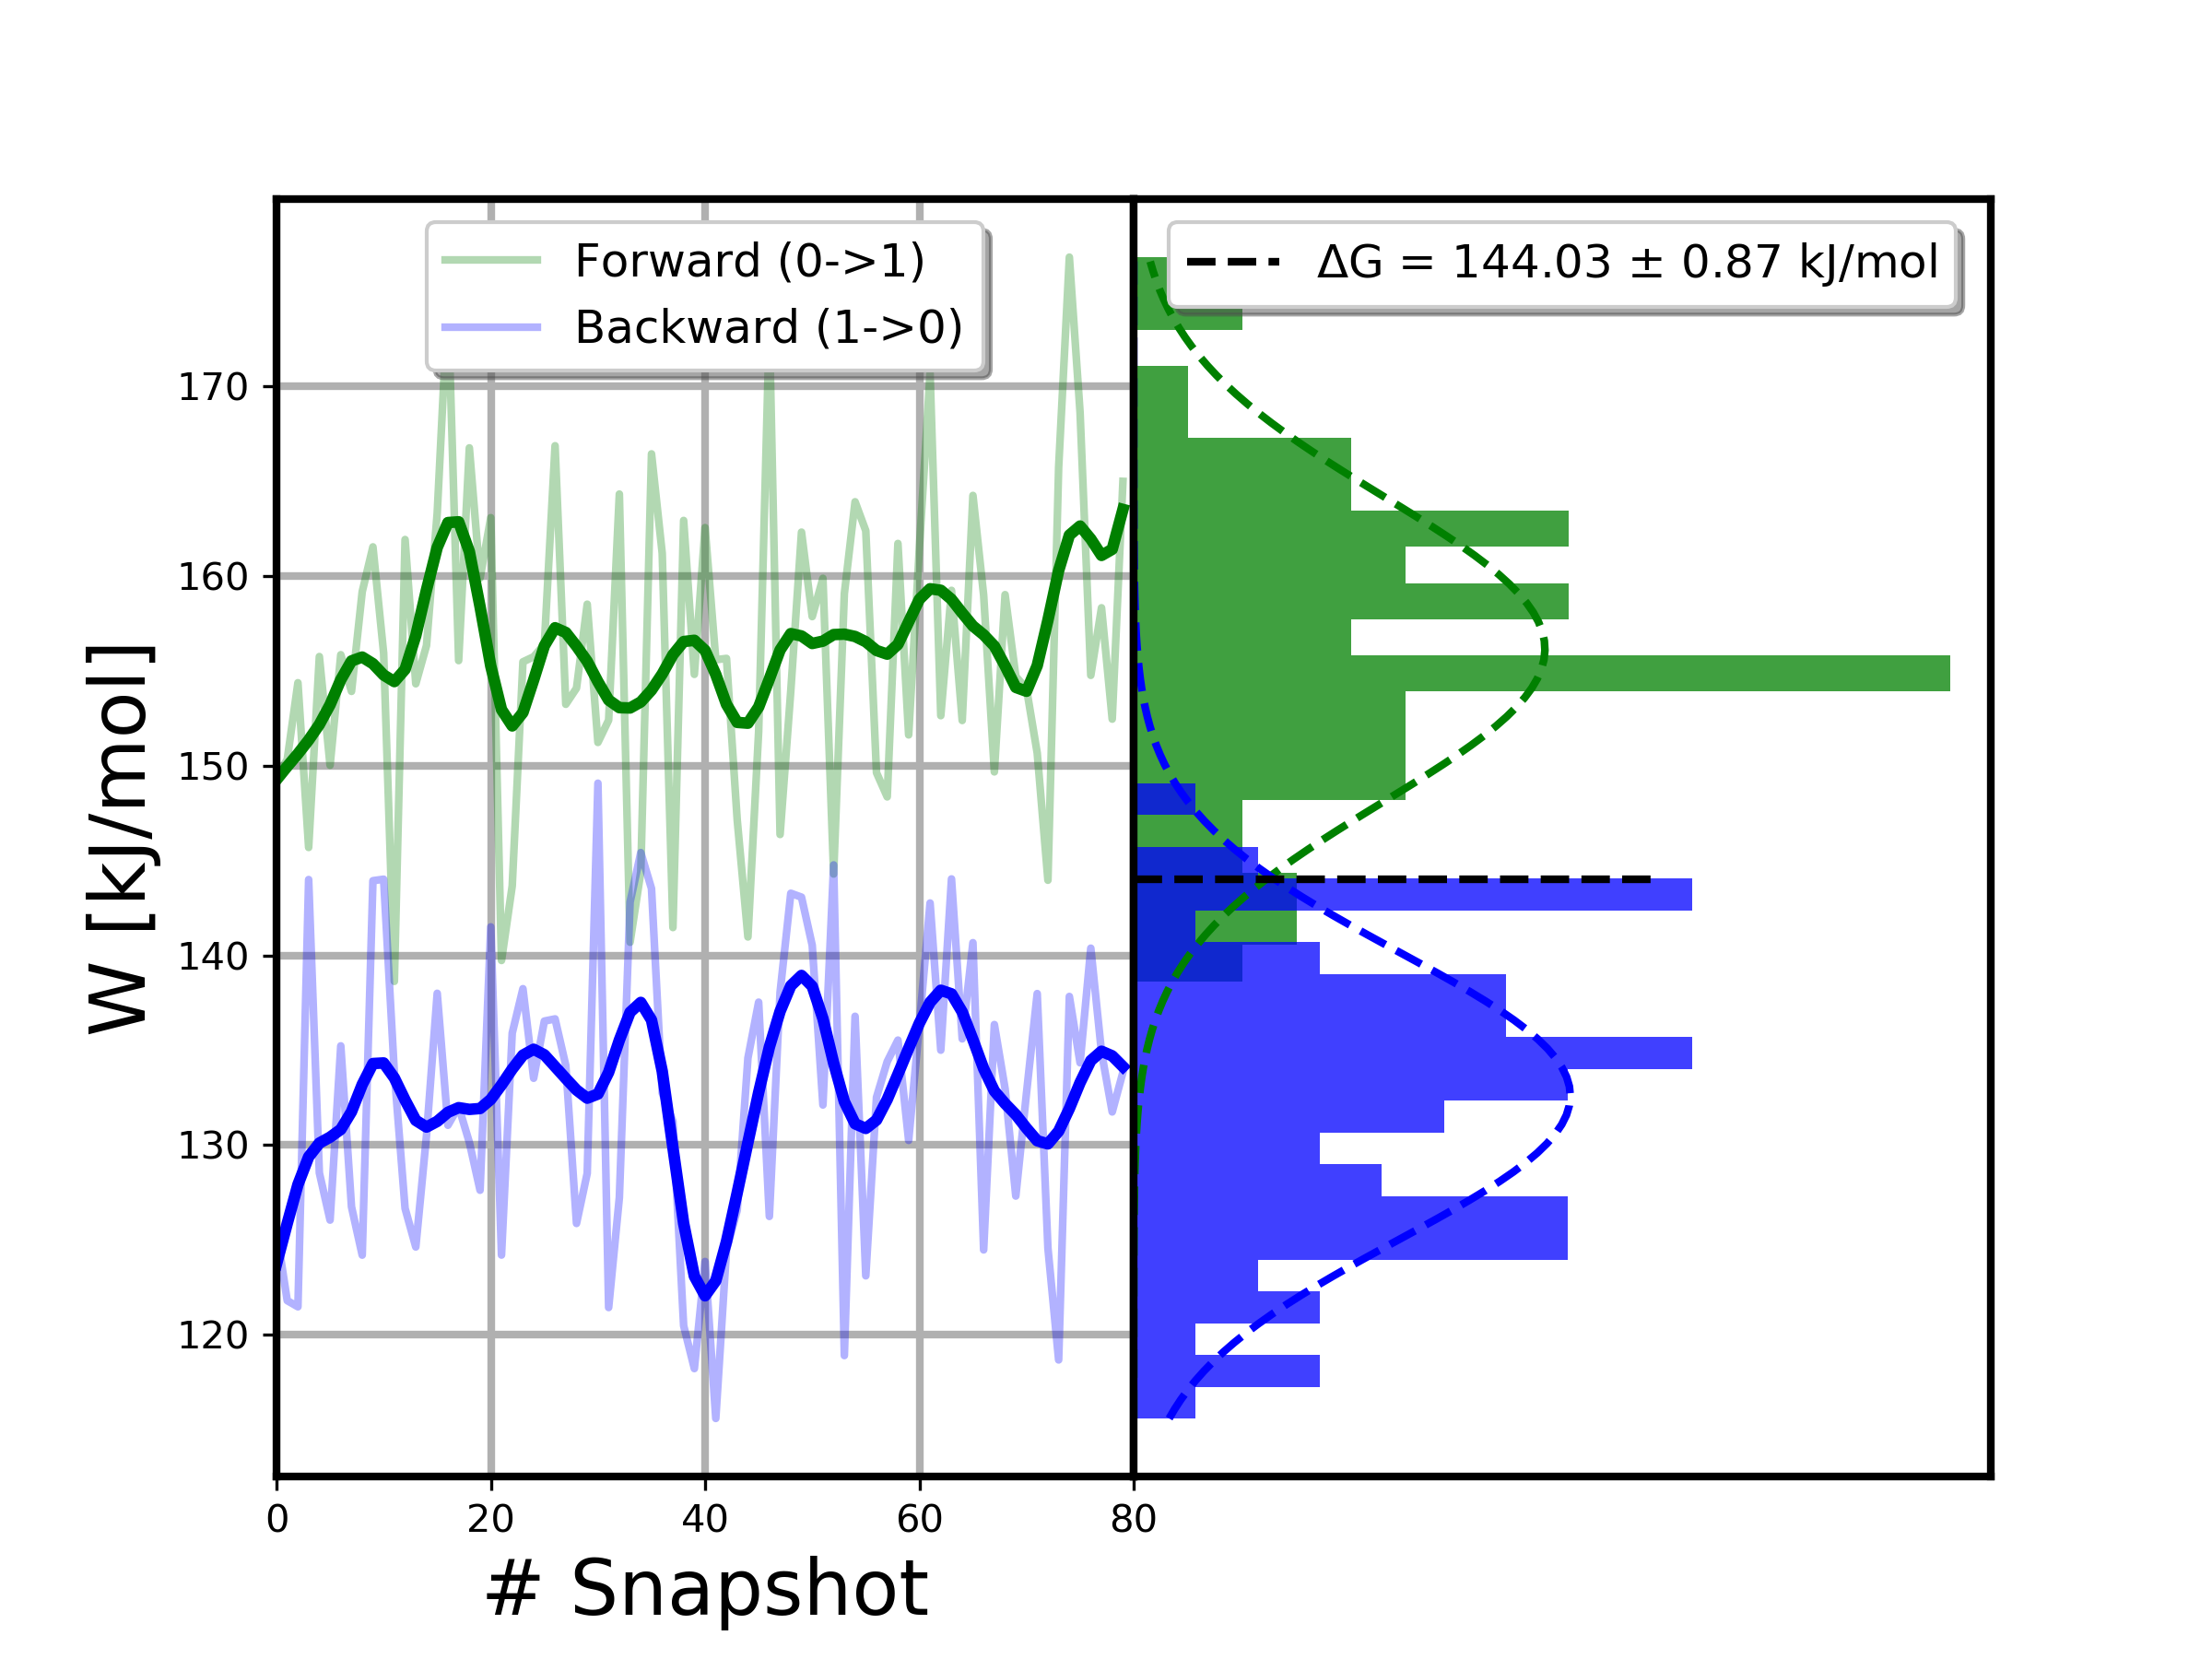 Forward (0->1)
Backward (1->0)
ΔG = 144.03 ± 0.87 kJ/mol
170
160
150
140
130
120
W [kJ/mol]
0 20 40 60 80
# Snapshot